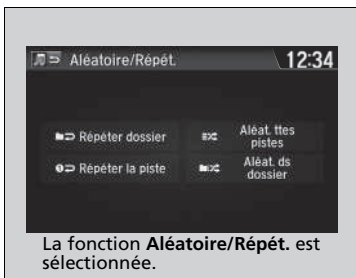 Aléatoire/Répét.
12:34
Répéter dossier
Aléat. ttes
pistes
Répéter la piste
Aléat. ds
dossier
La fonction Aléatoire/Répét. est
sélectionnée.